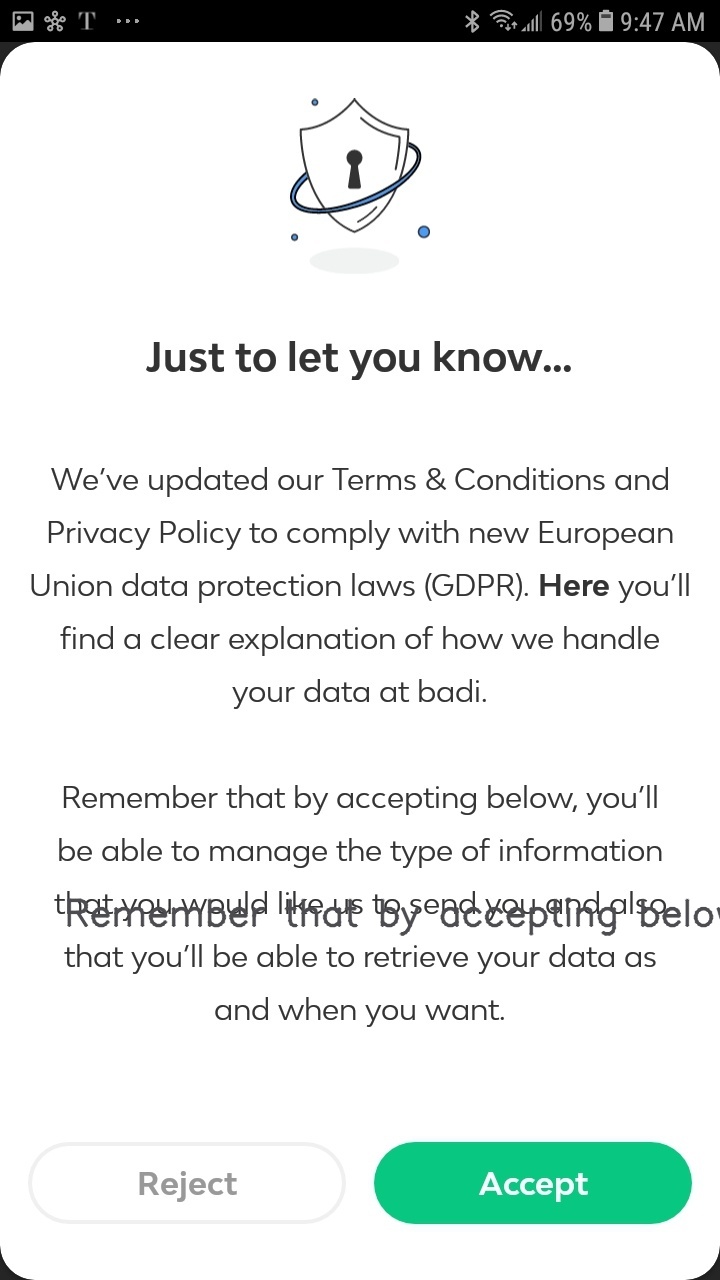 T ... 69% 9:47 AM
Just to let you know...
We've updated our Terms & Conditions and
Privacy Policy to comply with new European
Union data protection laws (GDPR). Here you'll
find a clear explanation of how we handle
your data at badi.
Remember that by accepting below, you'll
be able to manage the type of information
that you would like us to send you and also
Remember that by accepting
that you'll be able to retrieve your data as
and when you want.
Reject Accept